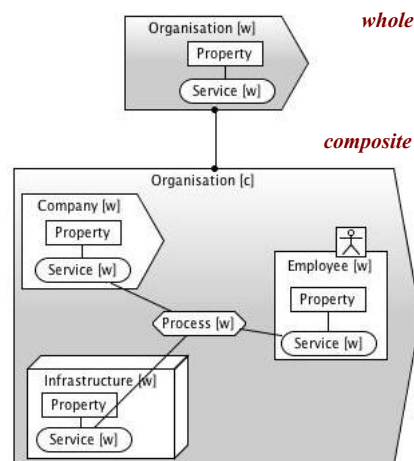 whole
Organisation [w]
Property
Service [w]
composite
Organisation [c]
Company [w]
Property
Service [w]
Employee [w]
Property
Service [w]
Process [w]
Infrastructure [w]
Property
Service [w]